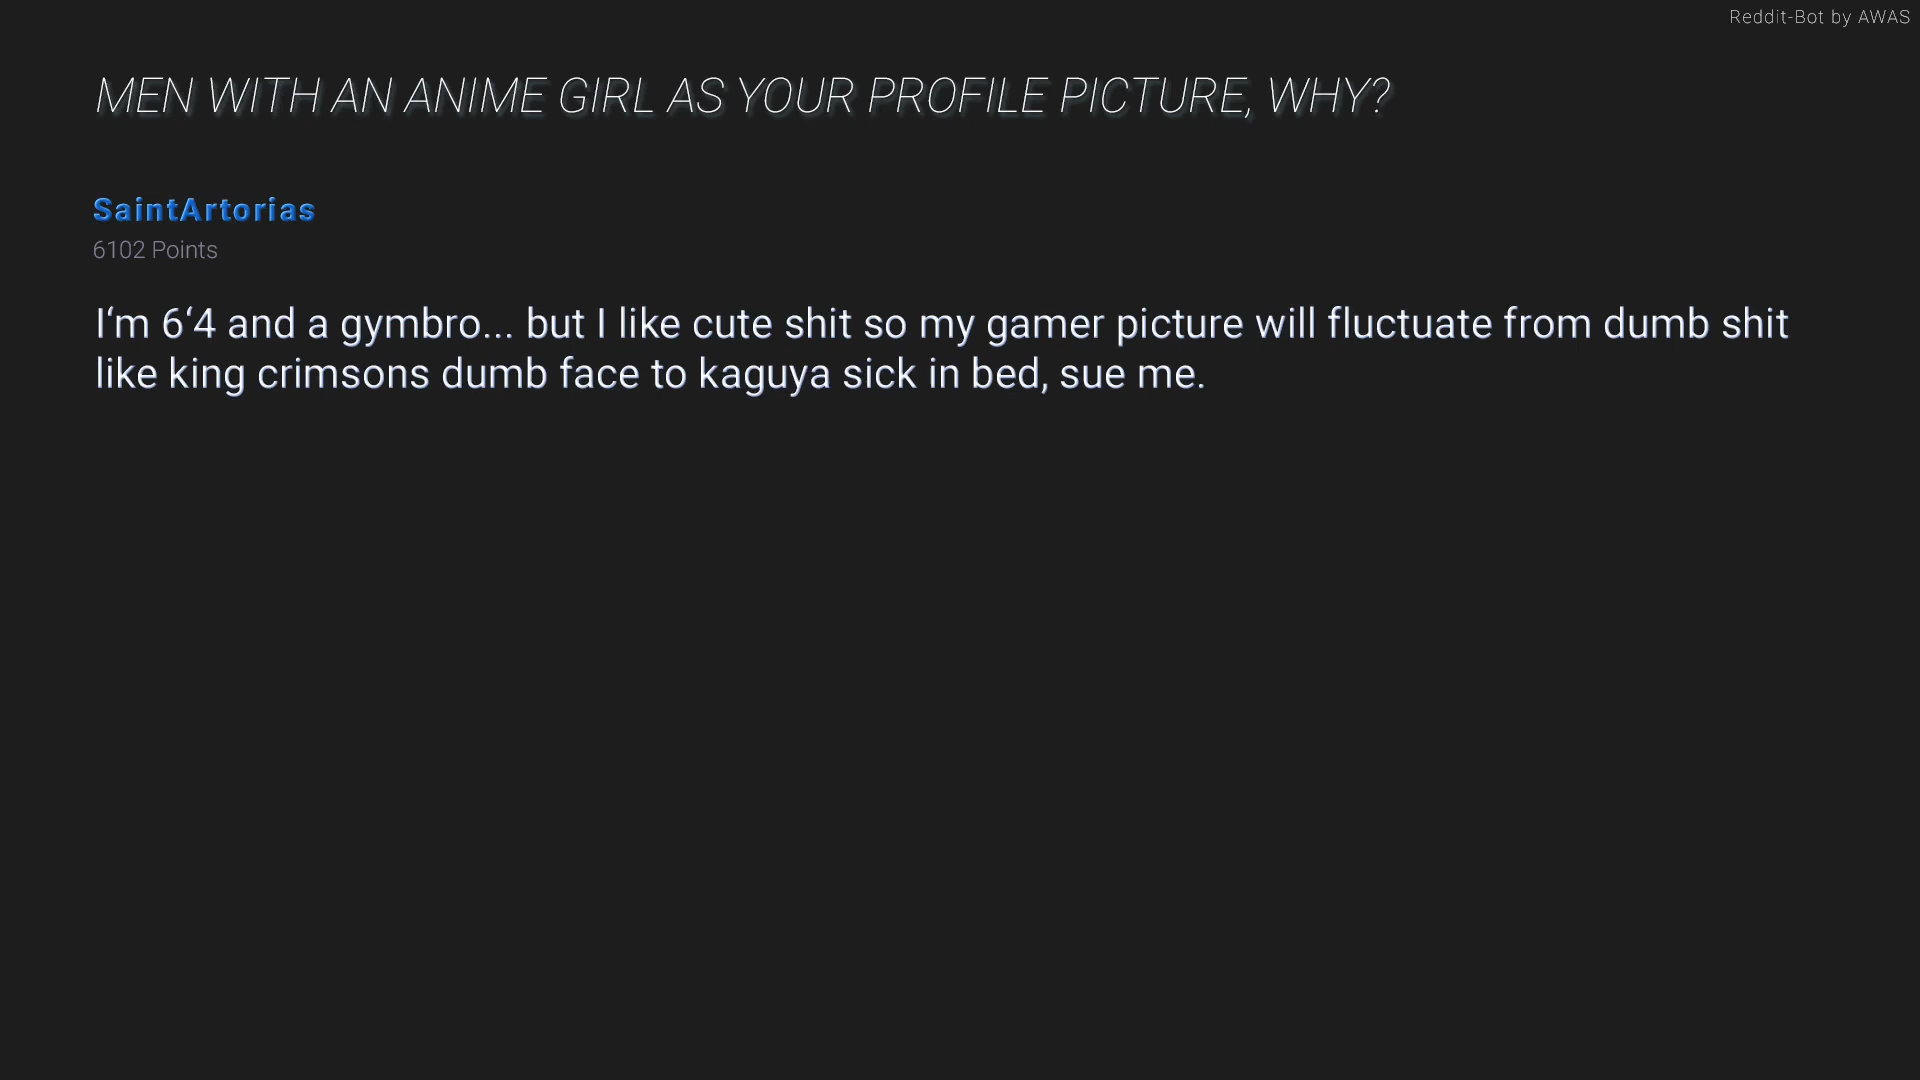 Reddit-Bot by AWAS
MEN WITH AN ANIME GIRL AS YOUR PROFILE PICTURE, WHY?
SaintArtorias
6102 Points
I‘m 6‘4 and a gymbro... but I like cute shit so my gamer picture will fluctuate from dumb shit
like king crimsons dumb face to kaguya sick in bed, sue me.